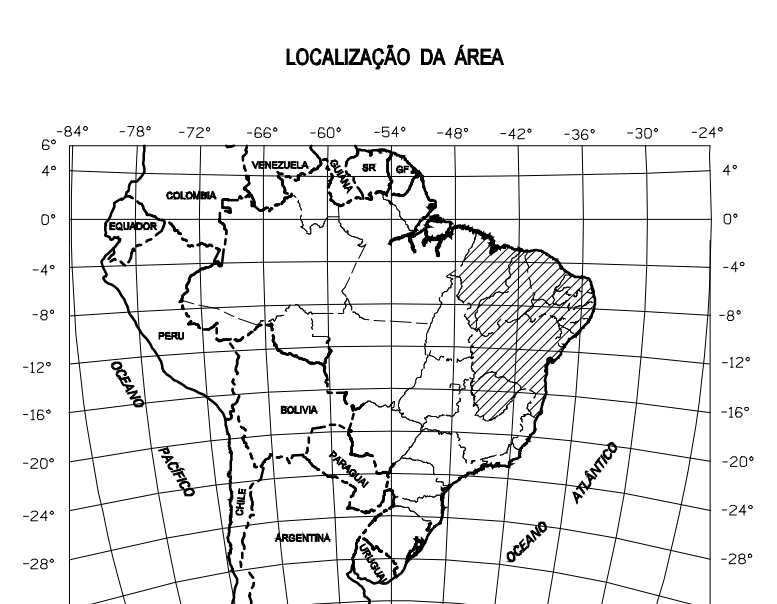 LOCALIZAÇÃO DA ÁREA
-84° -78° -72° -66° -60° -54° -48° -42° -36° -30° -24°
6°
4° 4°
VENEZUELA GUIANA SR GF
COLOMBIA
0° 0°
EQUADOR
-4° -4°
-8° -8°
PERU
-12° -12°
OCEANO
-16° -16°
BOLIVIA
PACÍFICO
PARAGUAI
ATLÂNTICO
-20° -20°
CHILE
-24° -24°
ARGENTINA
OCEANO
-28° -28°
URUGUAI